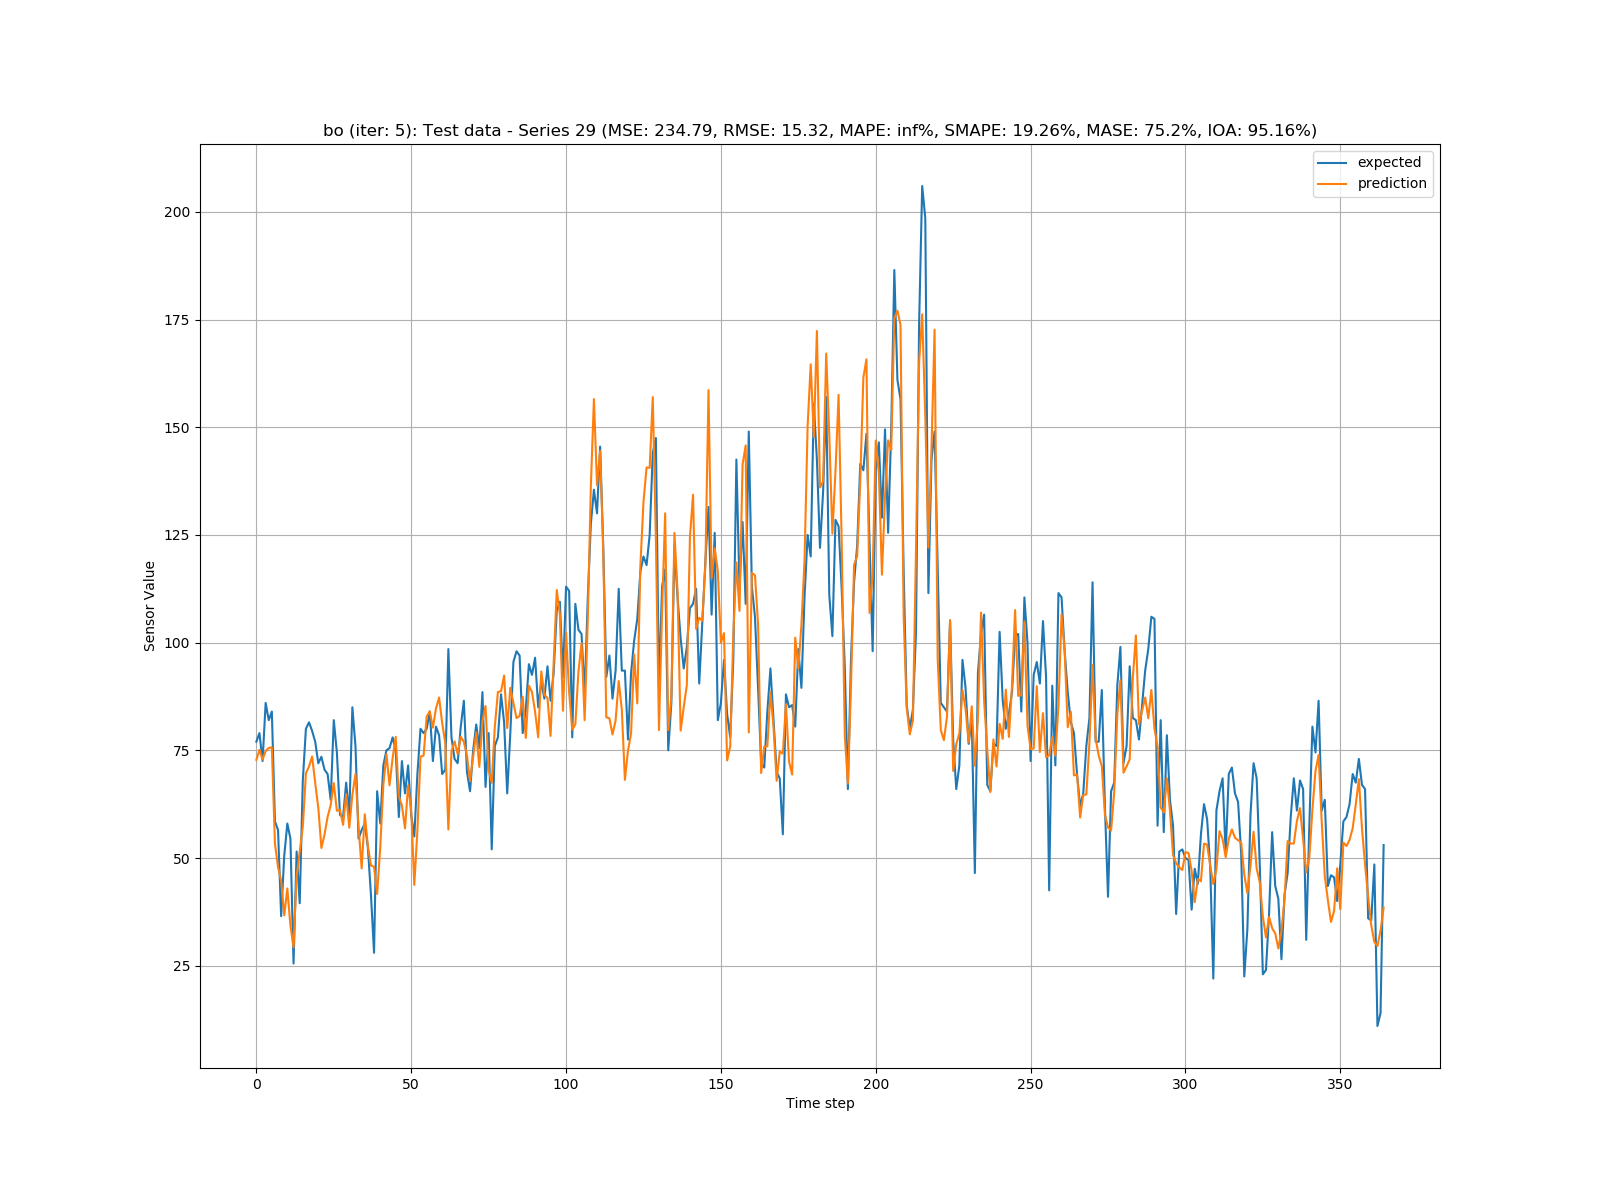 bo (iter: 5): Test data - Series 29 (MSE: 234.79, RMSE: 15.32, MAPE: inf%, SMAPE: 19.26%, MASE: 75.2%, IOA: 95.16%)
expected
prediction
200
175
150
125
100
75
50
25
Sensor Value
0 50 100 150 200 250 300 350
Time step